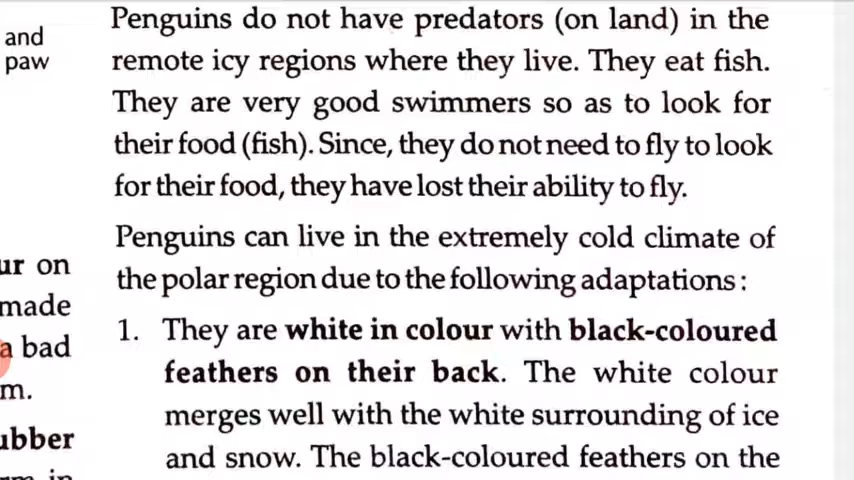 and
paw
ur on
made
a bad
m.
ubber
Penguins do not have predators (on land) in the
remote icy regions where they live. They eat fish.
They are very good swimmers so as to look for
their food (fish). Since, they do not need to fly to look
for their food, they have lost their ability to fly.
Penguins can live in the extremely cold climate of
the polar region due to the following adaptations :
1. They are white in colour with black-coloured
feathers on their back. The white colour
merges well with the white surrounding of ice
and snow. The black-coloured feathers on the